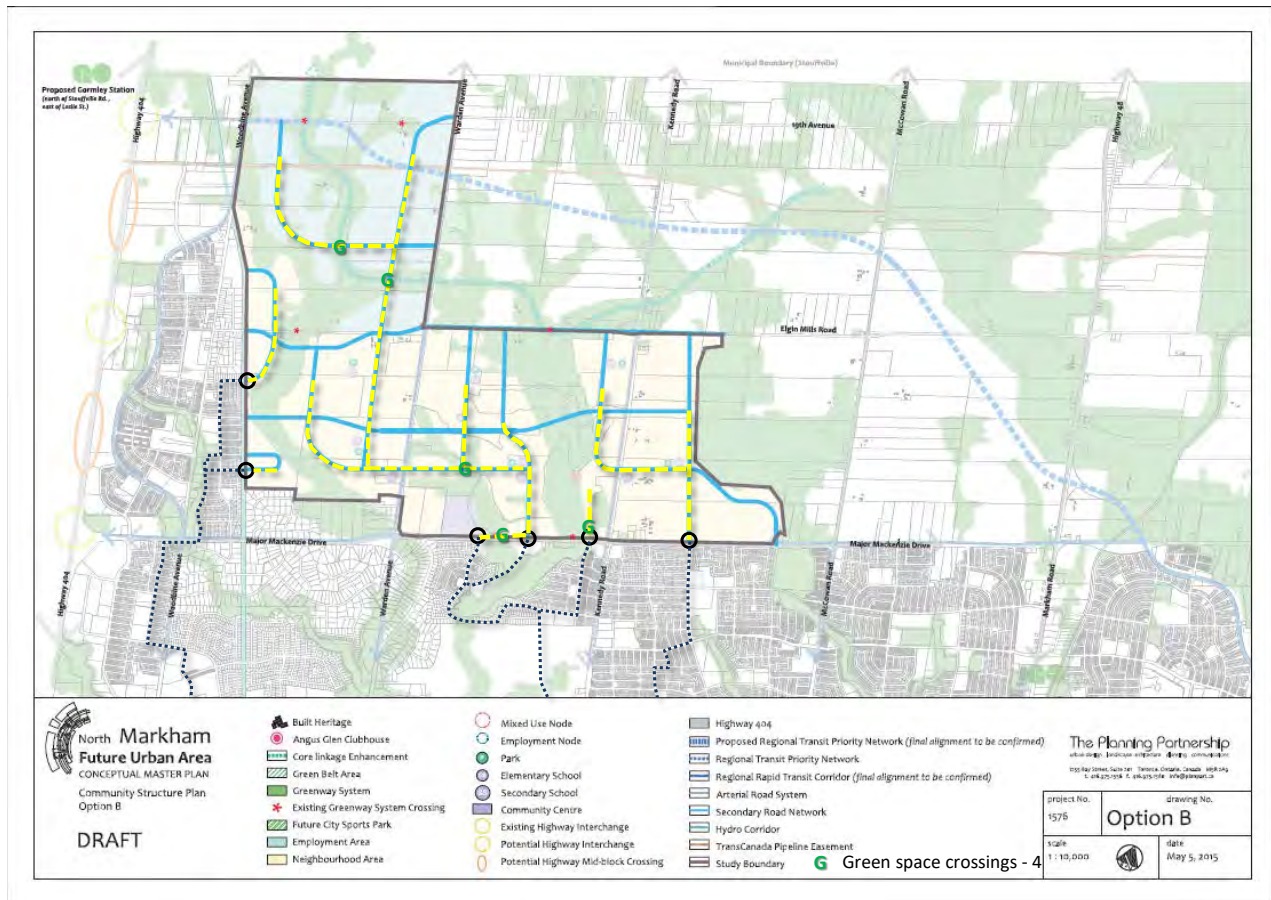 Municipal Boundary (Stouffville)
GO
Proposed Gormley Station
(north of Stouffville Rd.,
east of Leslie St.)
Highway 404
Woodbine Avenue
Warden Avenue
Kennedy Road
19th Avenue
McCowan Road
Highway 48
G
G
Elgin Mills Road
G
G
G
Major Mackenzie Drive
Major Mackenzie Drive
Highway 404
Woodbine Avenue
Warden Avenue
Kennedy Road
McCowan Road
Markham Road
North Markham
Future Urban Area
CONCEPTUAL MASTER PLAN
Community Structure Plan
Option B
DRAFT
Built Heritage
Angus Glen Clubhouse
Core linkage Enhancement
Green Belt Area
Greenway System
Existing Greenway System Crossing
Future City Sports Park
Employment Area
Neighbourhood Area
Mixed Use Node
Employment Node
Park
Elementary School
Secondary School
Community Centre
Existing Highway Interchange
Potential Highway Interchange
Potential Highway Mid-block Crossing
Highway 404
Proposed Regional Transit Priority Network (final alignment to be confirmed)
Regional Transit Priority Network
Regional Rapid Transit Corridor (final alignment to be confirmed)
Arterial Road System
Secondary Road Network
Hydro Corridor
TransCanada Pipeline Easement
Study Boundary
G Green space crossings - 4
The Planning Partnership
urban design landscape architecture planning communications
project No.
1576
drawing No.
Option B
scale
1:10,000
date
May 5, 2015